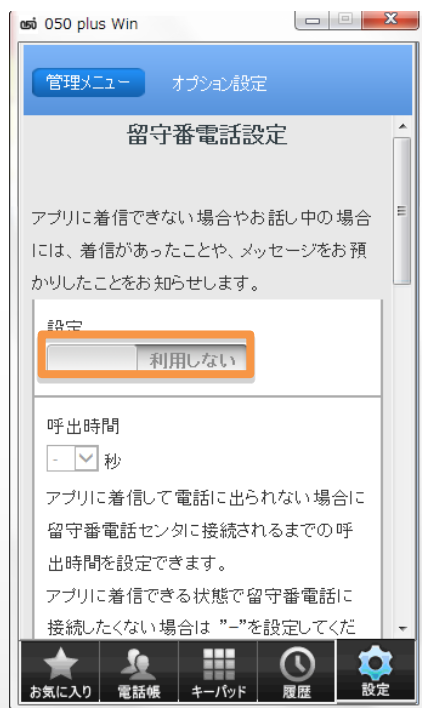 050 plus Win
管理メニュー オプション設定
留守番電話設定
アプリに着信できない場合やお話し中の場合
には、着信があったことや、メッセージをお預
かりしたことをお知らせします。
設定
利用しない
呼出時間
- 秒
アプリに着信して電話に出られない場合に
留守番電話センタに接続されるまでの呼
出時間を設定できます。
アプリに着信できる状態で留守番電話に
接続したくない場合は "-"を設定してくだ
お気に入り 電話帳 キーパッド 履歴 設定